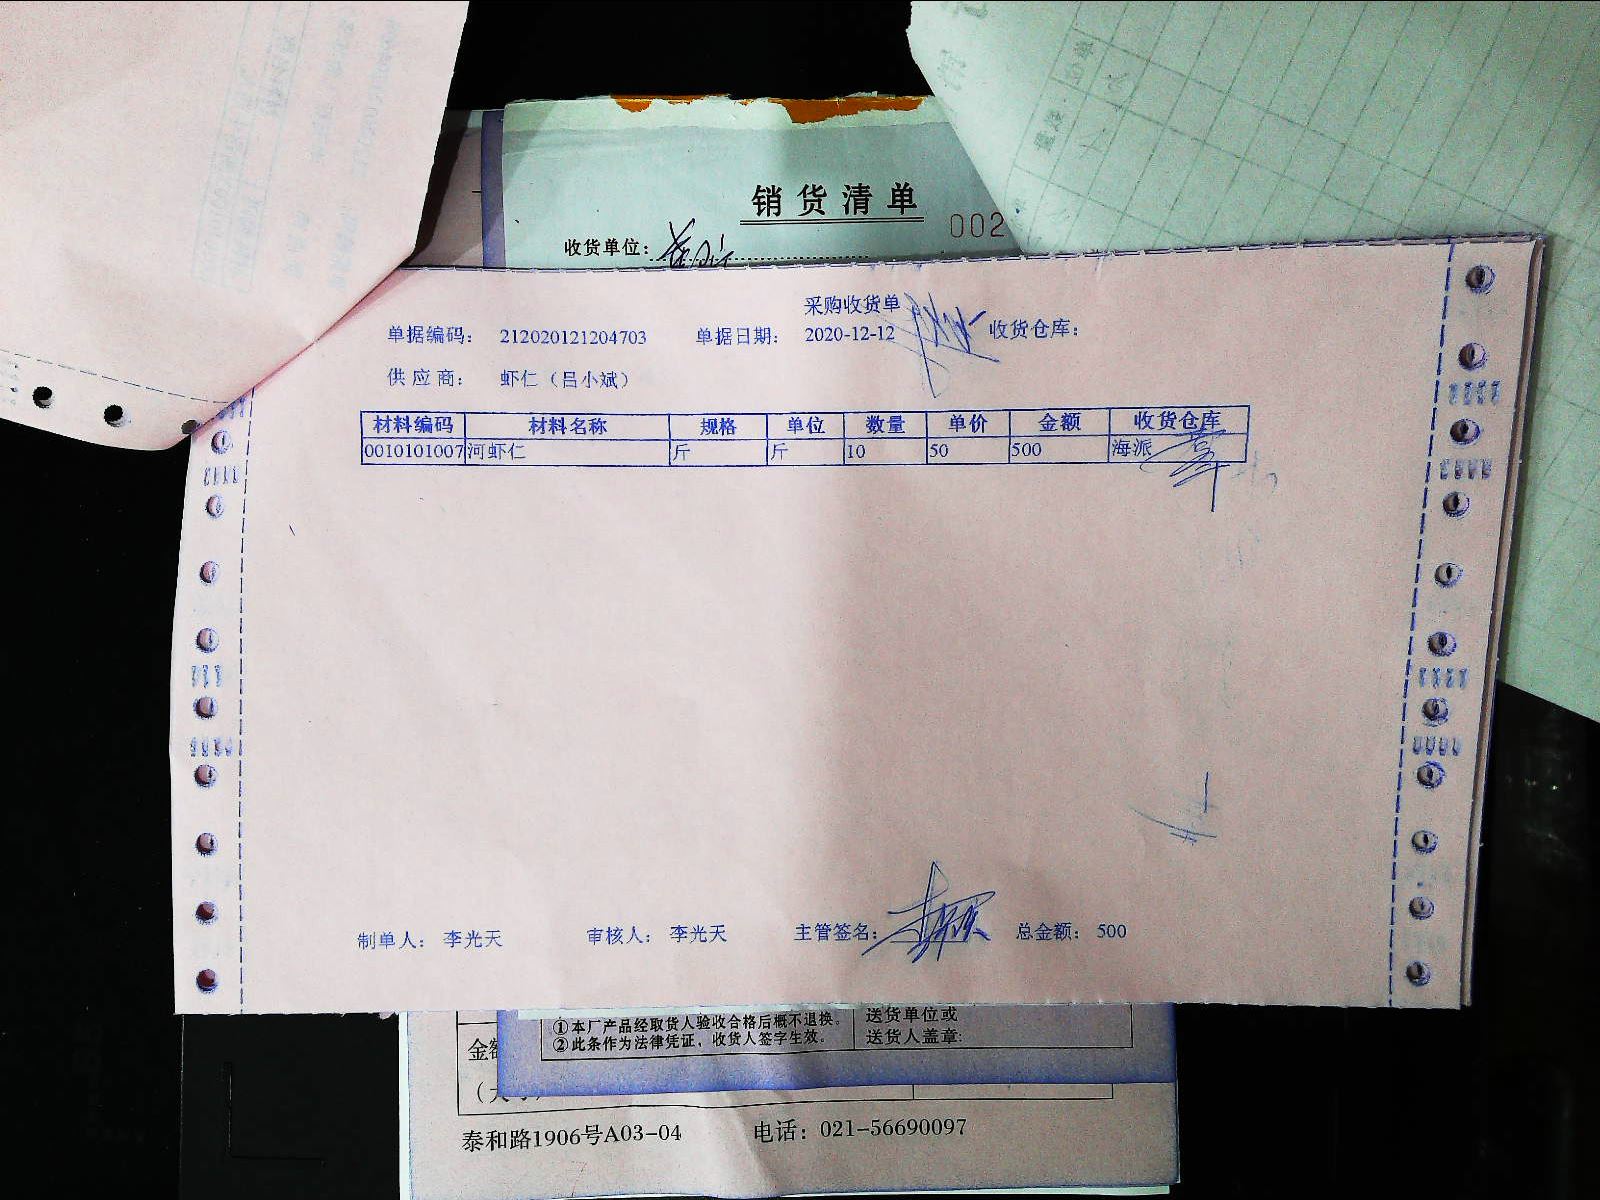 销货清单
002
收货单位:
采购收货单
单据编码: 212020121204703 单据日期: 2020-12-12 收货仓库:
供应商: 虾仁（吕小斌）
材料编码 材料名称 规格 单位 数量 单价 金额 收货仓库
0010101007 河虾仁 斤 斤 10 50 500 海派
制单人: 李光天 审核人: 李光天 主管签名: 总金额: 500
①本厂产品经取货人验收合格后概不退换。
②此条作为法律凭证，收货人签字生效。
送货单位或
送货人盖章:
泰和路1906号A03-04 电话: 021-56690097